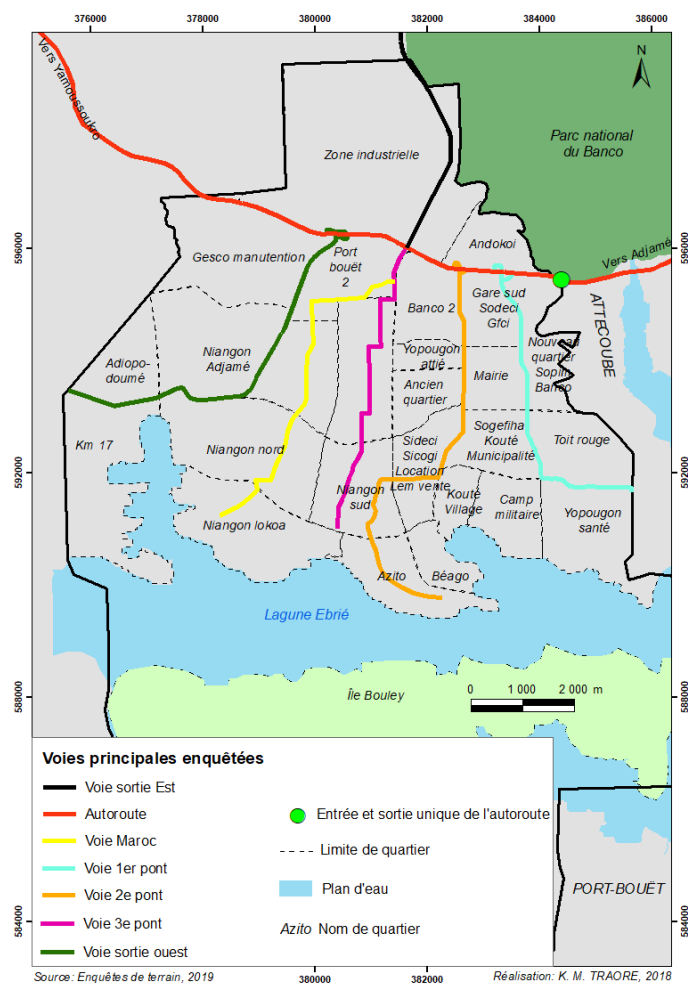 376000
378000
380000
382000
384000
386000
Vers Yamoussoukro
N
Parc national
du Banco
Zone industrielle
596000
596000
Andokoi
Vers Adjamé
Gesco manutention
Port
bouët
2
Gare sud
Sodeci
Gfci
ATTECOUBE
Banco 2
Nouveau
quartier
Sopim
Banco
Niangon
Adjamé
Yopougon
attié
Adiopo-
doumé
Mairie
Ancien
quartier
Km 17
Niangon nord
Sideci
Sicogi
Location
Lem vente
Sogefiha
Kouté
Municipalité
Toit rouge
592000
592000
Niangon
sud
Kouté
Village
Camp
militaire
Yopougon
santé
Niangon lokoa
Azito
Béago
Lagune Ebrié
Île Bouley
0 1 000 2 000 m
588000
588000
Voies principales enquêtées
Voie sortie Est
Autoroute
Voie Maroc
Voie 1er pont
Voie 2e pont
Voie 3e pont
Voie sortie ouest
Entrée et sortie unique de l'autoroute
Limite de quartier
Plan d'eau
Azito Nom de quartier
PORT-BOUËT
584000
584000
Source: Enquêtes de terrain, 2019
380000
382000
Réalisation: K. M. TRAORE, 2018